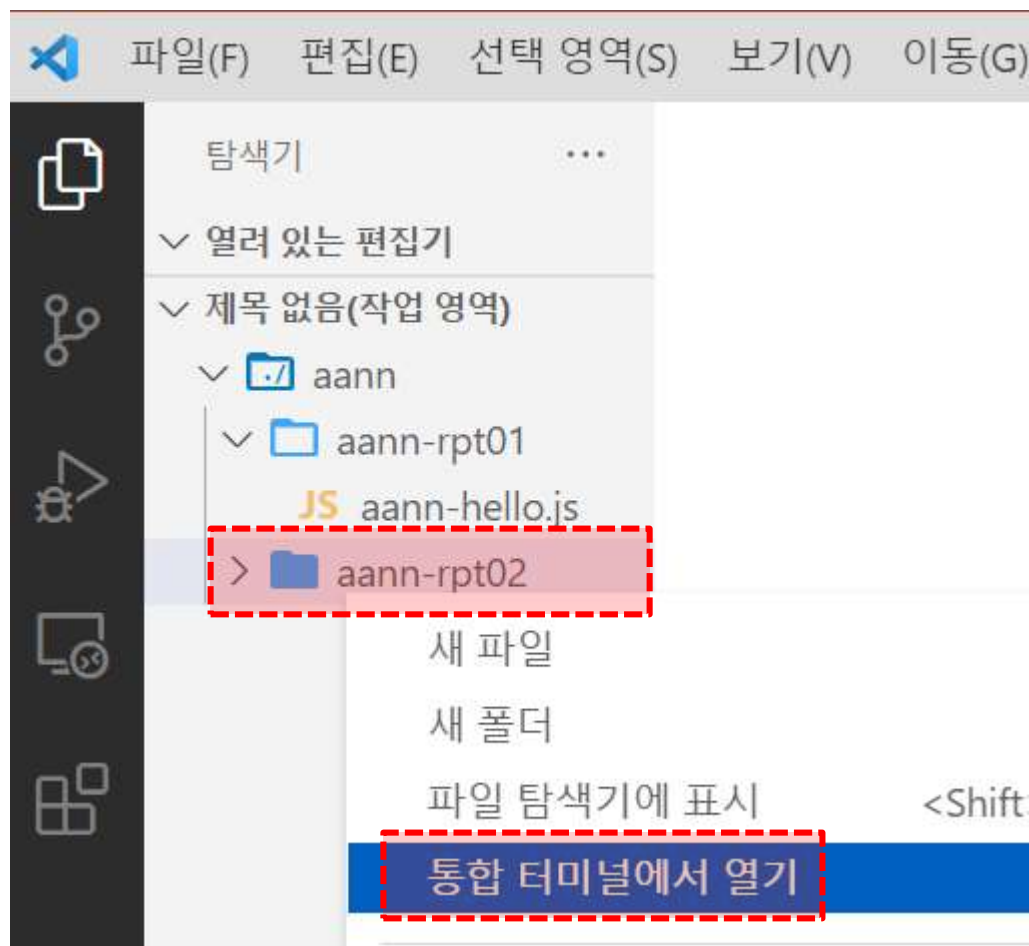 파일(F) 편집(E) 선택 영역(S) 보기(V) 이동(G)
탐색기 ...
열려 있는 편집기
제목 없음(작업 영역)
aann
aann-rpt01
JS aann-hello.js
aann-rpt02
새 파일
새 폴더
파일 탐색기에 표시 <Shift
통합 터미널에서 열기